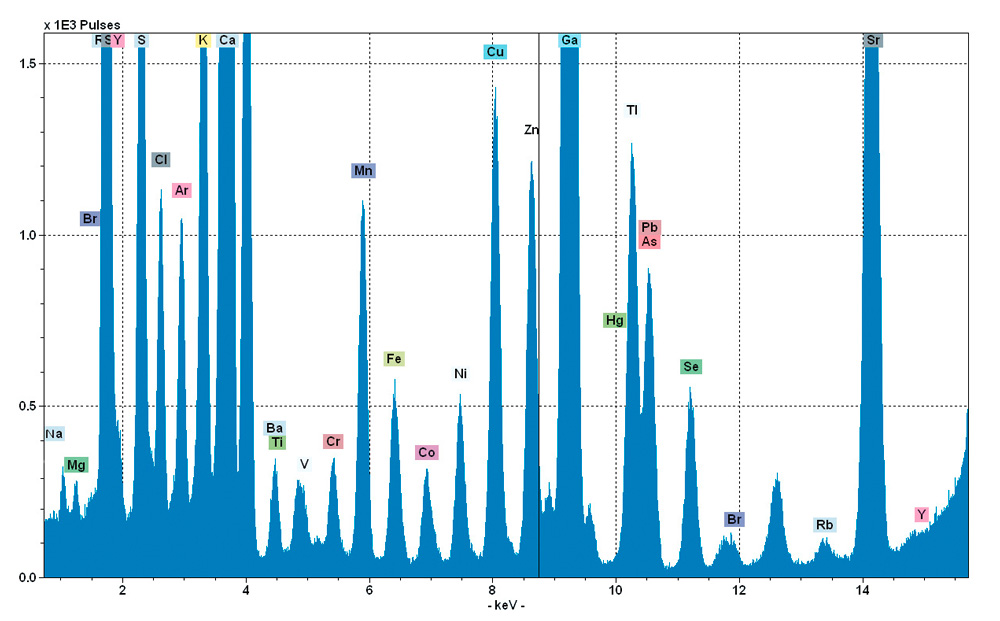 x 1E3 Pulses
R S Y S K Ca Ga Sr
1.5
Cu
Tl
Zn
Cl
Mn
Ar
Br
Pb
1.0
As
Hg
Fe
Se
Ni
0.5
Na
Ba
Ti
Cr
Co
Mg
V
Br
Rb
Y
0.0
2 4 6 8 10 12 14
- keV -